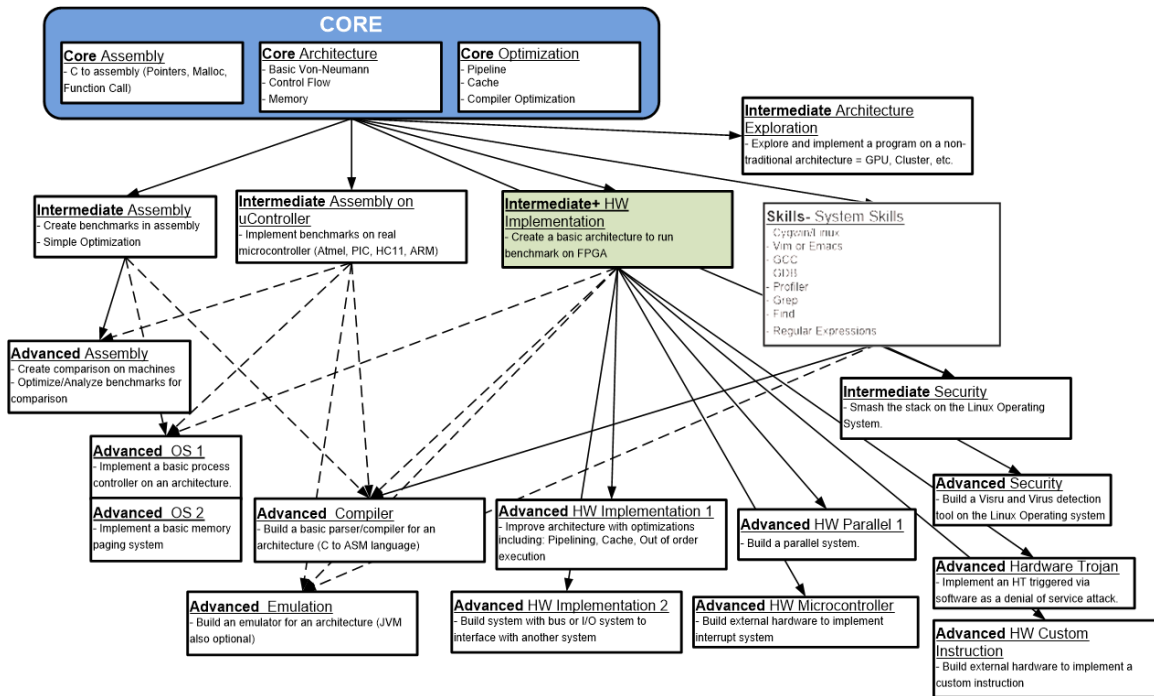 CORE
Core Assembly
- C to assembly (Pointers, Malloc,
Function Call)
Core Architecture
- Basic Von-Neumann
- Control Flow
- Memory
Core Optimization
- Pipeline
- Cache
- Compiler Optimization
Intermediate Architecture
Exploration
- Explore and implement a program on a non-
traditional architecture = GPU, Cluster, etc.
Intermediate Assembly
- Create benchmarks in assembly
- Simple Optimization
Intermediate Assembly on
uController
- Implement benchmarks on real
microcontroller (Atmel, PIC, HC11, ARM)
Intermediate+ HW
Implementation
- Create a basic architecture to run
benchmark on FPGA
Skills- System Skills
- Cygwin/Linux
- Vim or Emacs
- GCC
- GDB
- Profiler
- Grep
- Find
- Regular Expressions
Advanced Assembly
- Create comparison on machines
- Optimize/Analyze benchmarks for
comparison
Intermediate Security
- Smash the stack on the Linux Operating
System.
Advanced OS 1
- Implement a basic process
controller on an architecture.
Advanced OS 2
- Implement a basic memory
paging system
Advanced Compiler
- Build a basic parser/compiler for an
architecture (C to ASM language)
Advanced HW Implementation 1
- Improve architecture with optimizations
including: Pipelining, Cache, Out of order
execution
Advanced HW Parallel 1
- Build a parallel system.
Advanced Security
- Build a Visru and Virus detection
tool on the Linux Operating system
Advanced Hardware Trojan
- Implement an HT triggered via
software as a denial of service attack.
Advanced Emulation
- Build an emulator for an architecture (JVM
also optional)
Advanced HW Implementation 2
- Build system with bus or I/O system to
interface with another system
Advanced HW Microcontroller
- Build external hardware to implement
interrupt system
Advanced HW Custom
Instruction
- Build external hardware to implement a
custom instruction